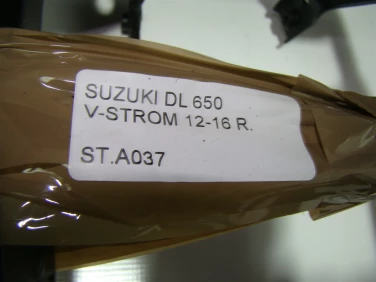 SUZUKI DL 650
V-STROM 12-16 R.
ST.A037